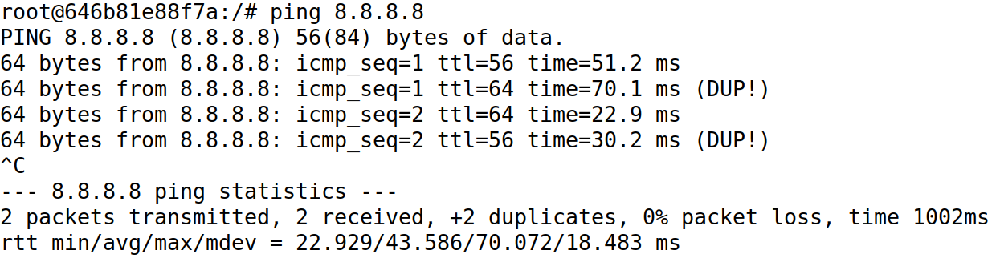 root@646b81e88f7a:/# ping 8.8.8.8
PING 8.8.8.8 (8.8.8.8) 56(84) bytes of data.
64 bytes from 8.8.8.8: icmp_seq=1 ttl=56 time=51.2 ms
64 bytes from 8.8.8.8: icmp_seq=1 ttl=64 time=70.1 ms (DUP!)
64 bytes from 8.8.8.8: icmp_seq=2 ttl=64 time=22.9 ms
64 bytes from 8.8.8.8: icmp_seq=2 ttl=56 time=30.2 ms (DUP!)
^C
--- 8.8.8.8 ping statistics ---
2 packets transmitted, 2 received, +2 duplicates, 0% packet loss, time 1002ms
rtt min/avg/max/mdev = 22.929/43.586/70.072/18.483 ms